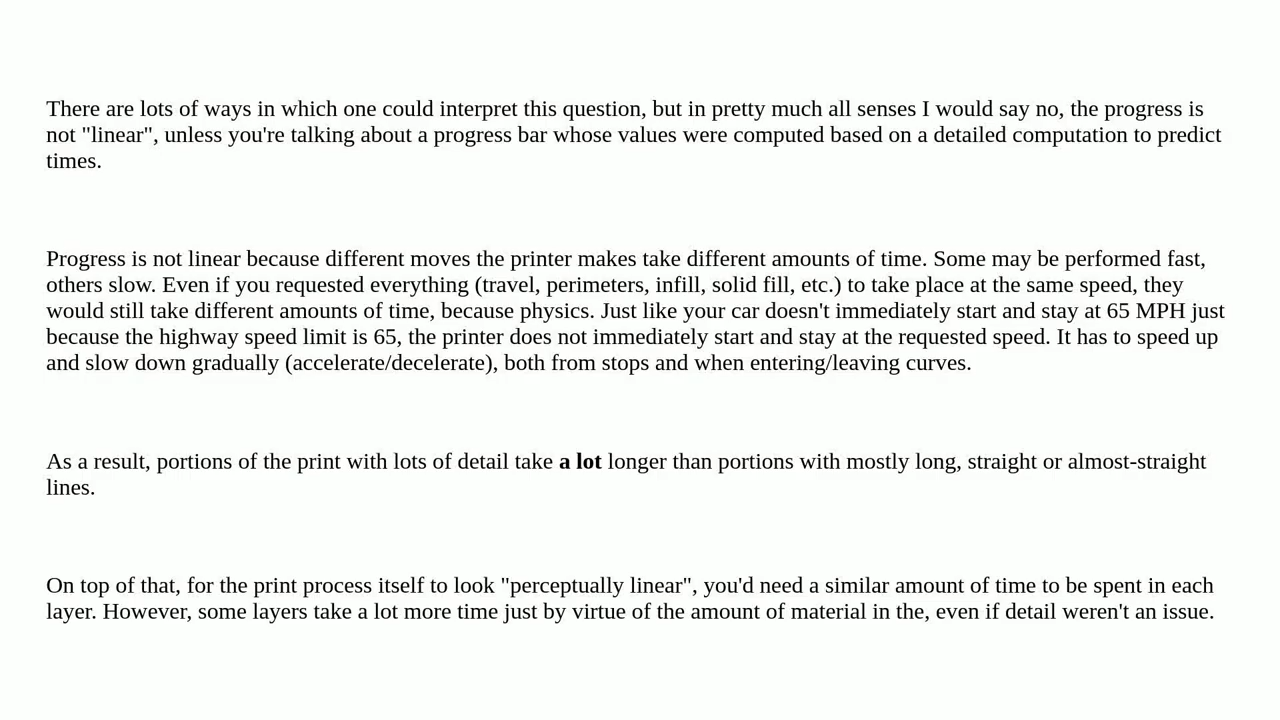 There are lots of ways in which one could interpret this question, but in pretty much all senses I would say no, the progress is
not "linear", unless you're talking about a progress bar whose values were computed based on a detailed computation to predict
times.
Progress is not linear because different moves the printer makes take different amounts of time. Some may be performed fast,
others slow. Even if you requested everything (travel, perimeters, infill, solid fill, etc.) to take place at the same speed, they
would still take different amounts of time, because physics. Just like your car doesn't immediately start and stay at 65 MPH just
because the highway speed limit is 65, the printer does not immediately start and stay at the requested speed. It has to speed up
and slow down gradually (accelerate/decelerate), both from stops and when entering/leaving curves.
As a result, portions of the print with lots of detail take a lot longer than portions with mostly long, straight or almost-straight
lines.
On top of that, for the print process itself to look "perceptually linear", you'd need a similar amount of time to be spent in each
layer. However, some layers take a lot more time just by virtue of the amount of material in the, even if detail weren't an issue.